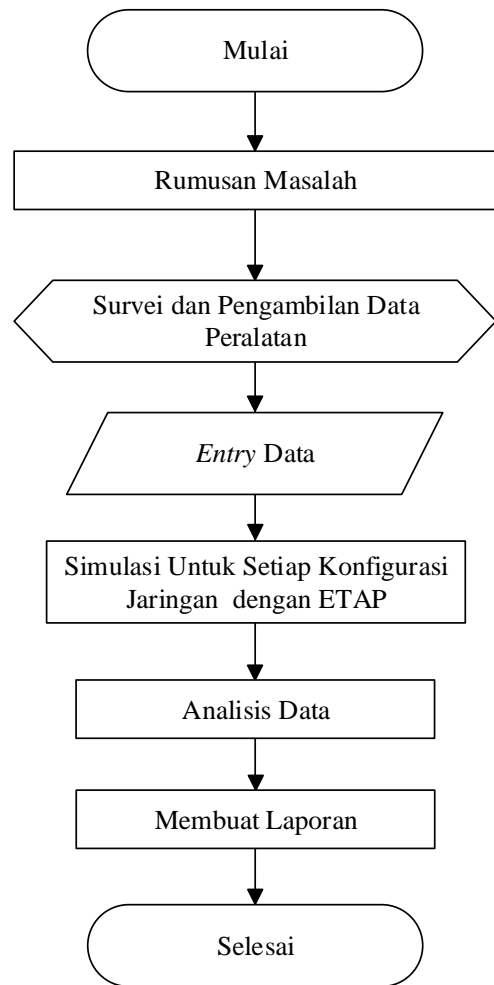 Mulai
Rumusan Masalah
Survei dan Pengambilan Data
Peralatan
Entry Data
Simulasi Untuk Setiap Konfigurasi
Jaringan dengan ETAP
Analisis Data
Membuat Laporan
Selesai